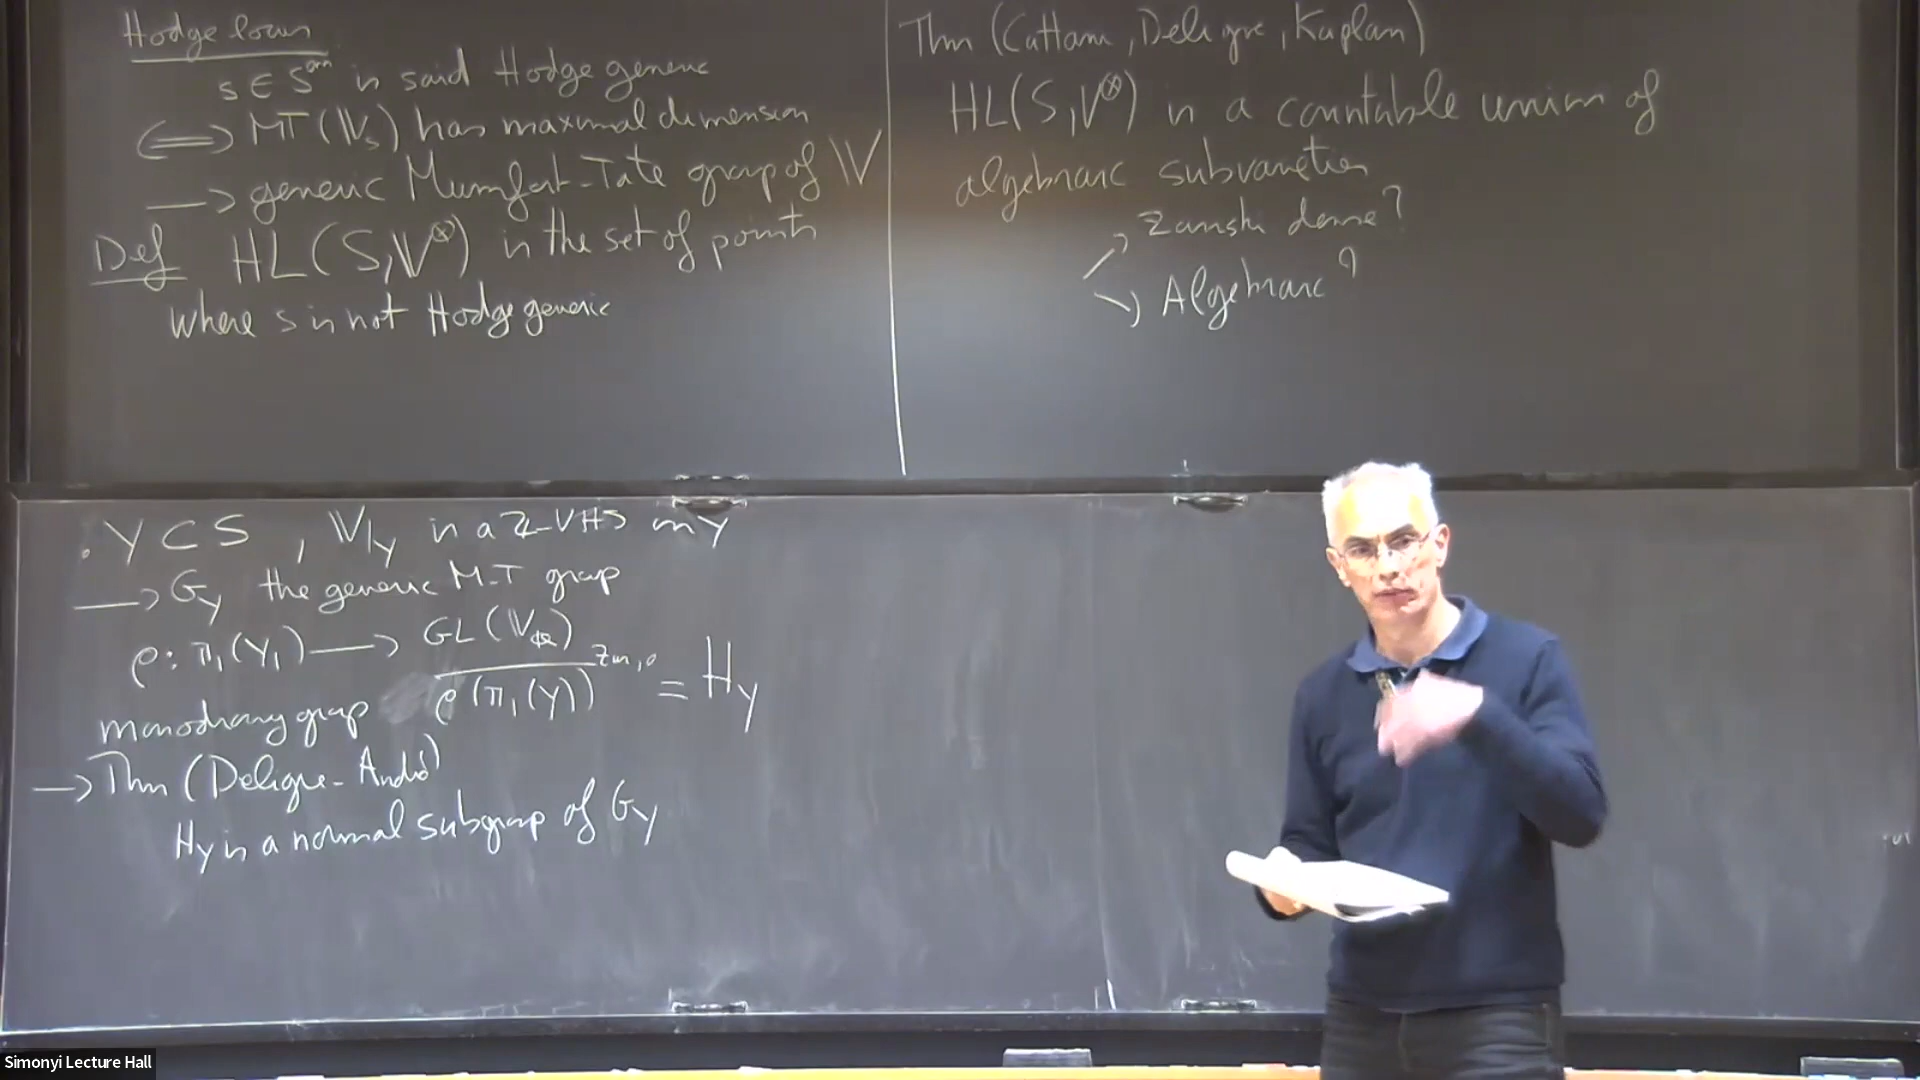 Hodge locus
s ∈ S^an is said Hodge generic
⟺ MT(𝕍_s) has maximal dimension
⟶ generic Mumford-Tate group of 𝕍
Def HL(S, 𝕍^⊗) is the set of points
where s is not Hodge generic
Thm (Cattani, Deligne, Kaplan)
HL(S, 𝕍^⊗) is a countable union of
algebraic subvarieties
↗ Zariski dense?
↘ Algebraic?
. Y ⊂ S , 𝕍|_Y is a ℤ-VHS on Y
⟶ G_Y the generic M-T group
ρ: π_1(Y_1) ⟶ GL(𝕍_ℚ)
monodromy group \overline{ρ(π_1(Y))}^{Zar,0} = H_Y
⟶ Thm (Deligne-André)
H_Y is a normal subgroup of G_Y
Simonyi Lecture Hall